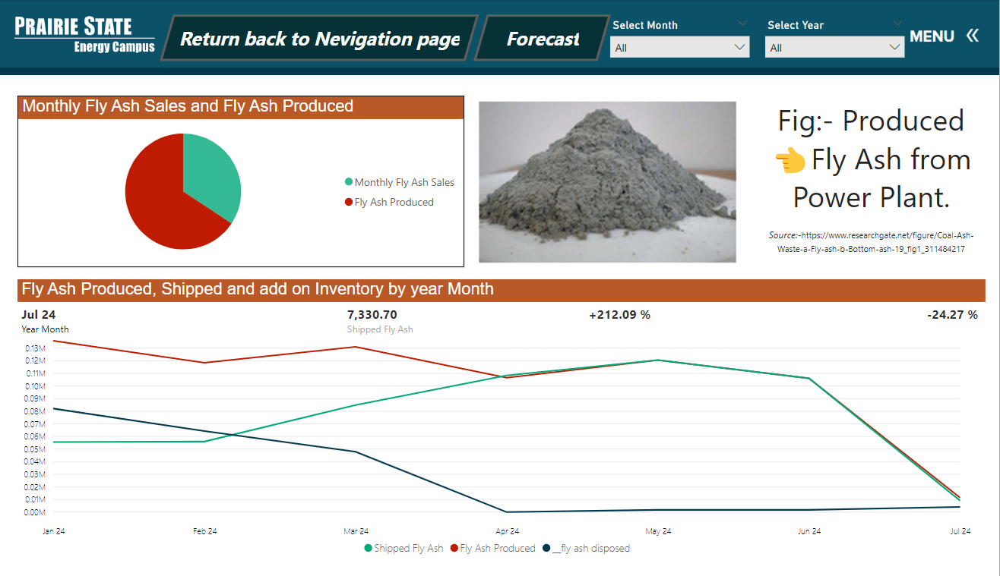 PRAIRIE STATE
Energy Campus
Return back to Nevigation page
Forecast
Select Month
All
Select Year
All
MENU
Monthly Fly Ash Sales and Fly Ash Produced
Monthly Fly Ash Sales
Fly Ash Produced
Fig:- Produced
Fly Ash from
Power Plant.
Source:-https://www.researchgate.net/figure/Coal-Ash-
Waste-a-Fly-ash-b-Bottom-ash-19_fig1_311484217
Fly Ash Produced, Shipped and add on Inventory by year Month
Jul 24
Year Month
7,330.70
Shipped Fly Ash
+212.09 %
-24.27 %
0.13M
0.12M
0.11M
0.10M
0.09M
0.08M
0.07M
0.06M
0.05M
0.04M
0.03M
0.02M
0.01M
0.00M
Jan 24 Feb 24 Mar 24 Apr 24 May 24 Jun 24 Jul 24
Shipped Fly Ash Fly Ash Produced __fly ash disposed